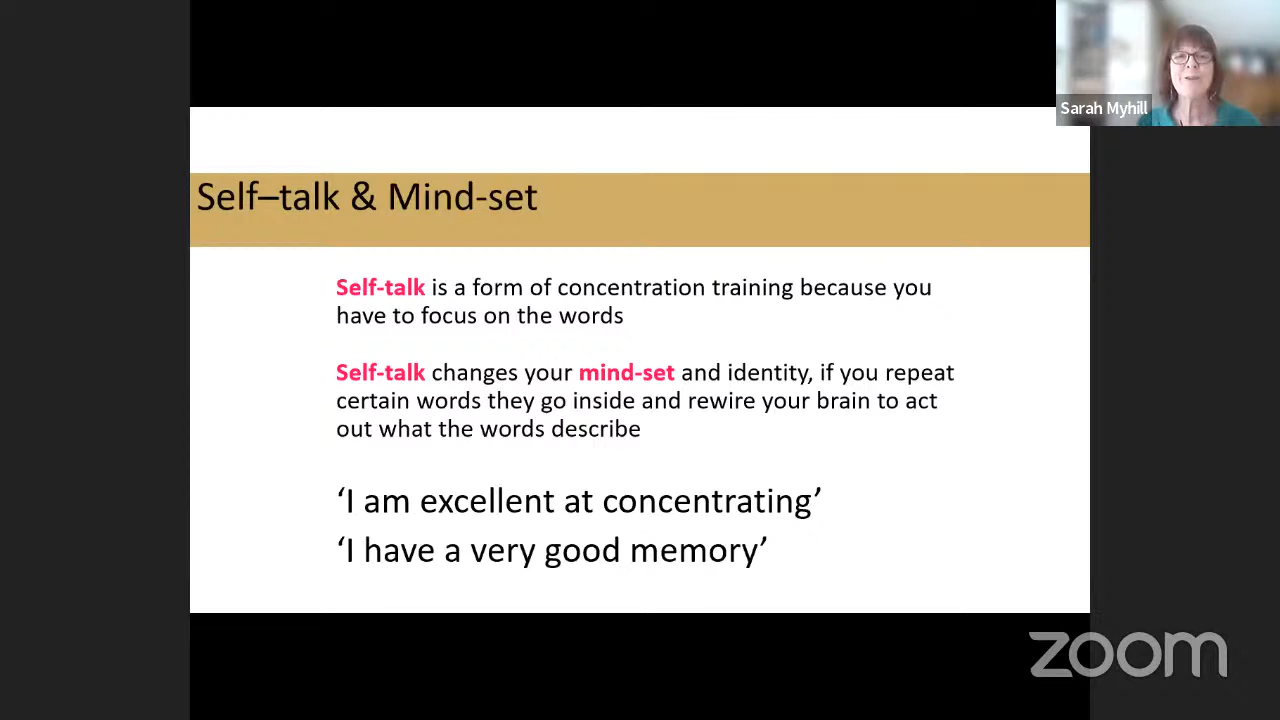 Sarah Myhill
Self–talk & Mind-set
Self-talk is a form of concentration training because you
have to focus on the words
Self-talk changes your mind-set and identity, if you repeat
certain words they go inside and rewire your brain to act
out what the words describe
‘I am excellent at concentrating’
‘I have a very good memory’
zoom